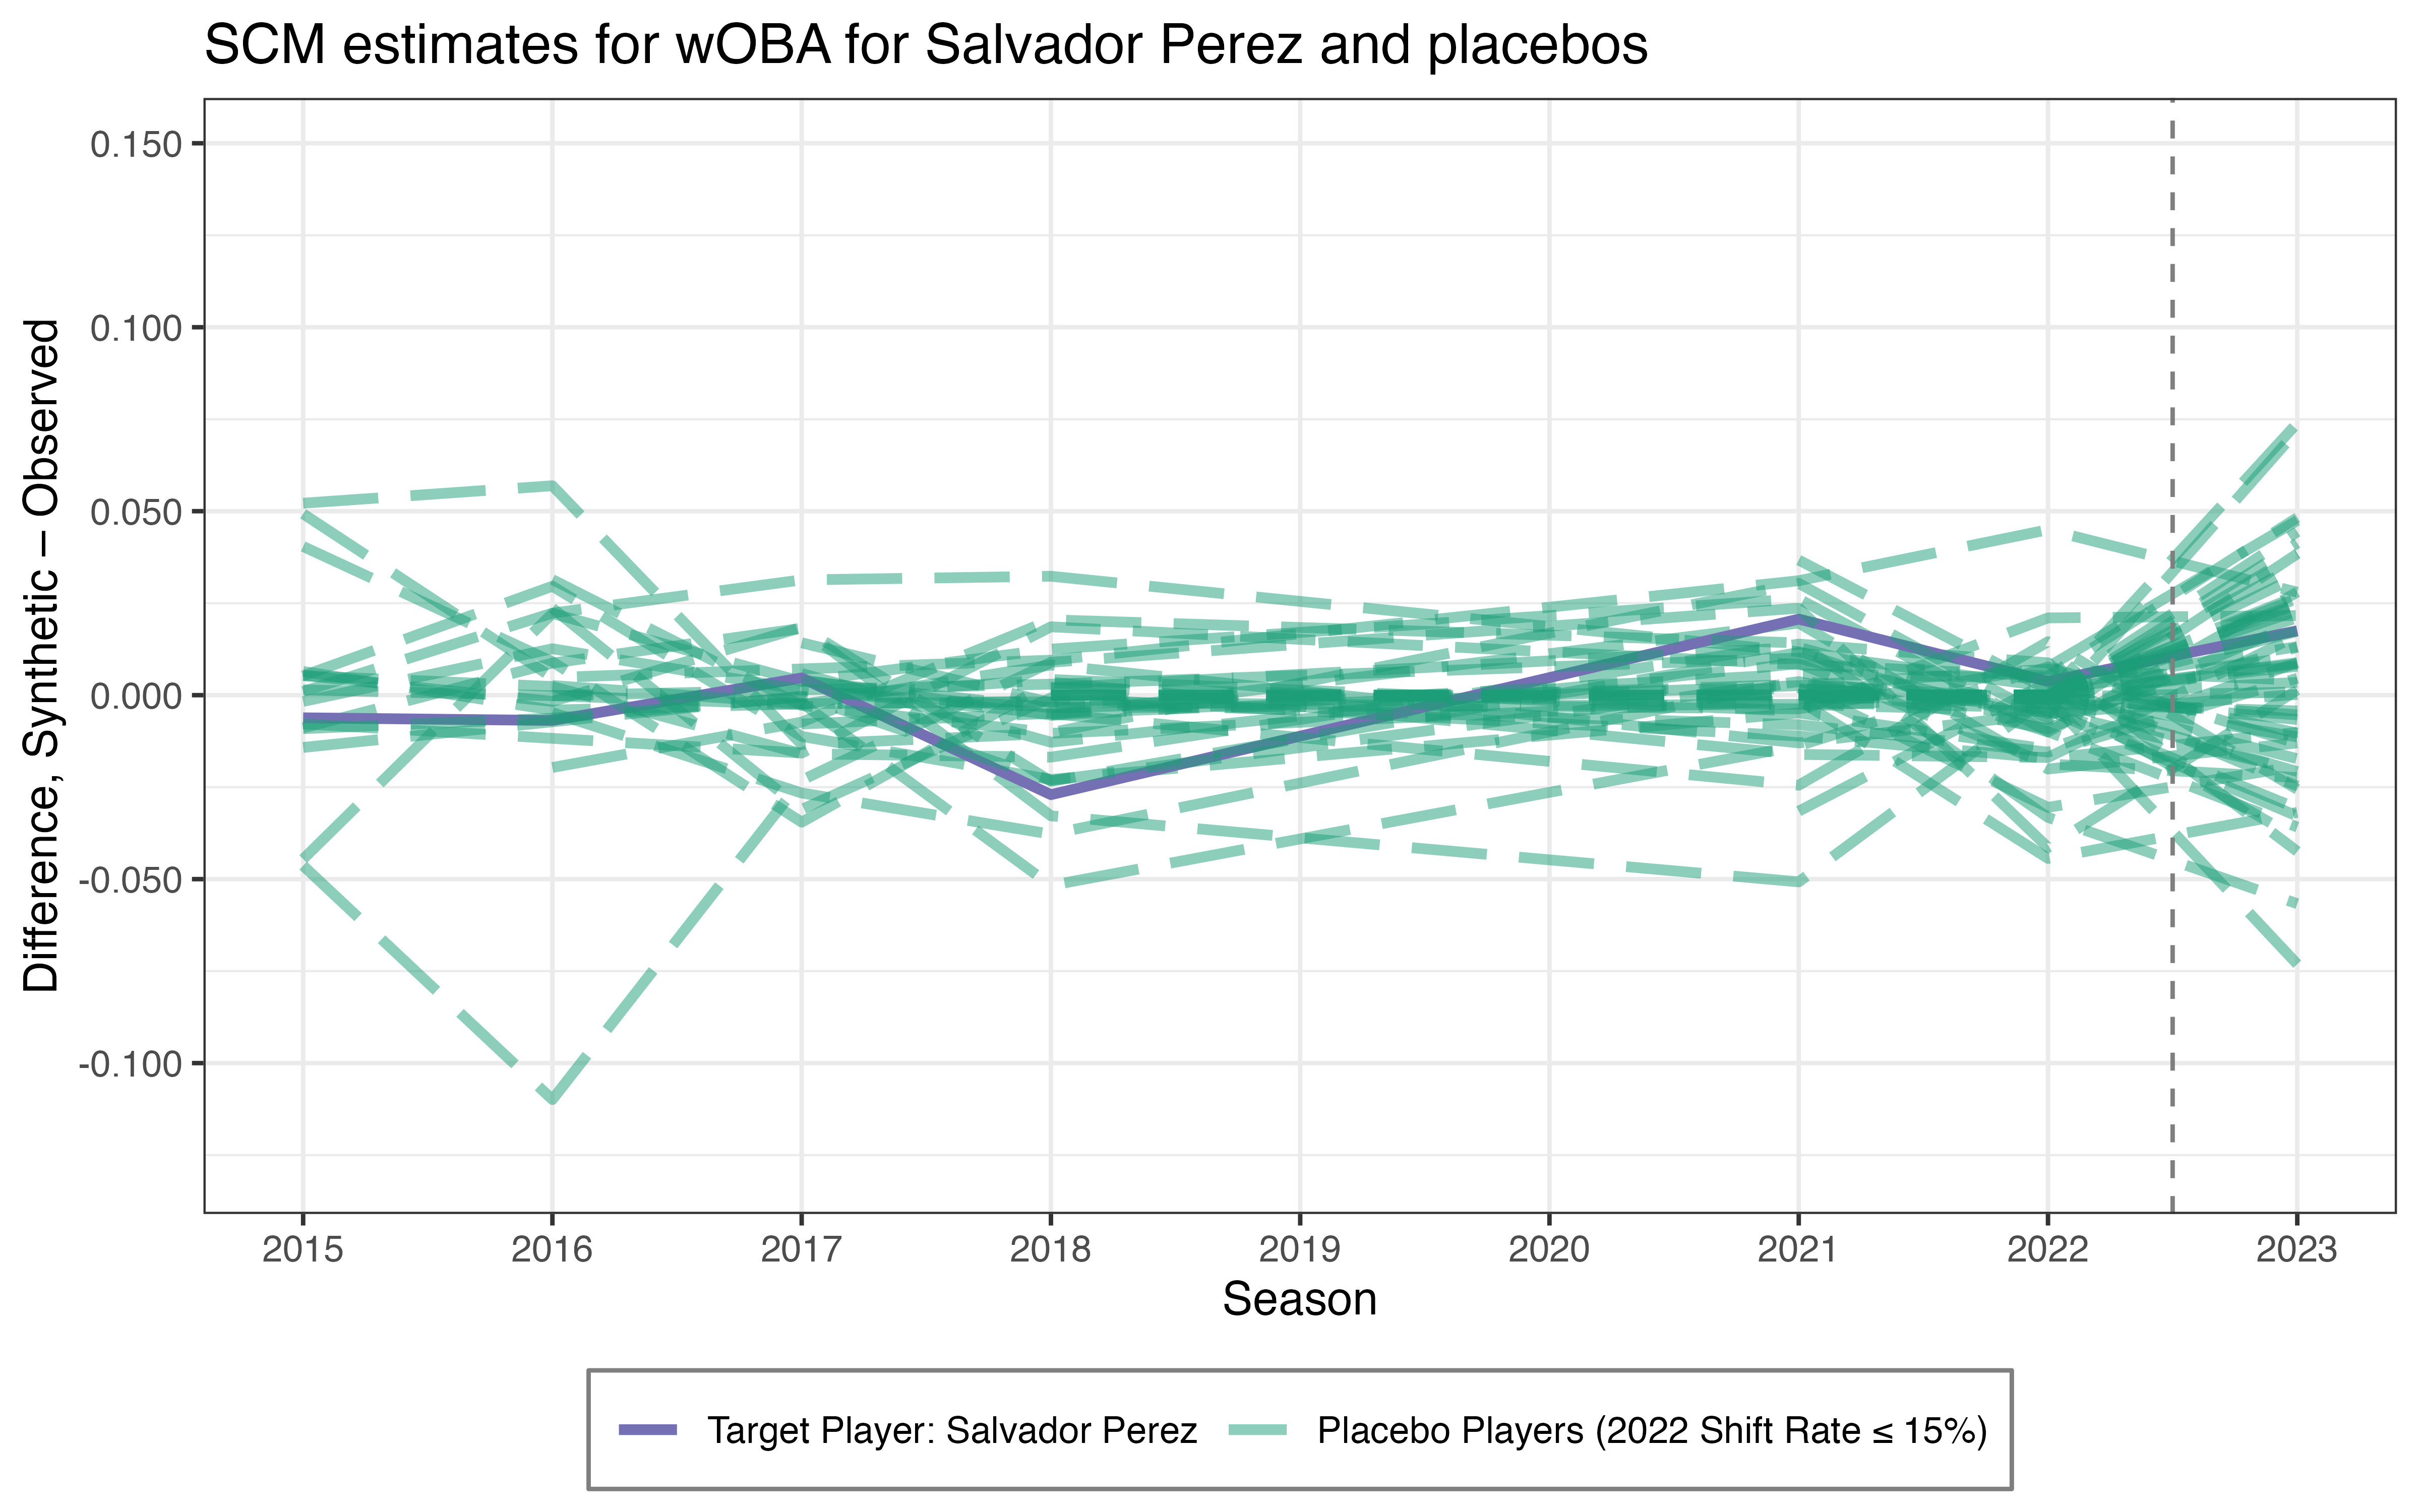 SCM estimates for wOBA for Salvador Perez and placebos
Difference, Synthetic – Observed
0.150
0.100
0.050
0.000
-0.050
-0.100
2015 2016 2017 2018 2019 2020 2021 2022 2023
Season
Target Player: Salvador Perez Placebo Players (2022 Shift Rate ≤ 15%)